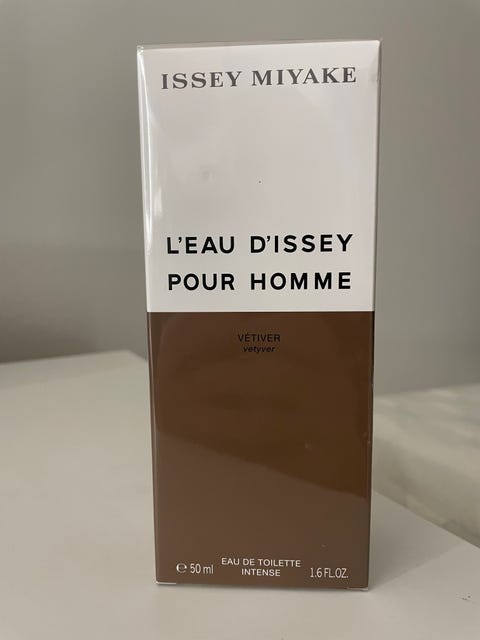 ISSEY MIYAKE
L'EAU D'ISSEY
POUR HOMME
VÉTIVER
vetyver
EAU DE TOILETTE
INTENSE
℮ 50 ml
1.6 FL.OZ.